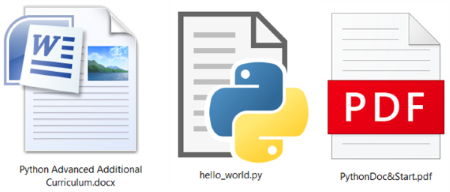 W
PDF
Python Advanced Additional
Curriculum.docx
hello_world.py
PythonDoc&Start.pdf